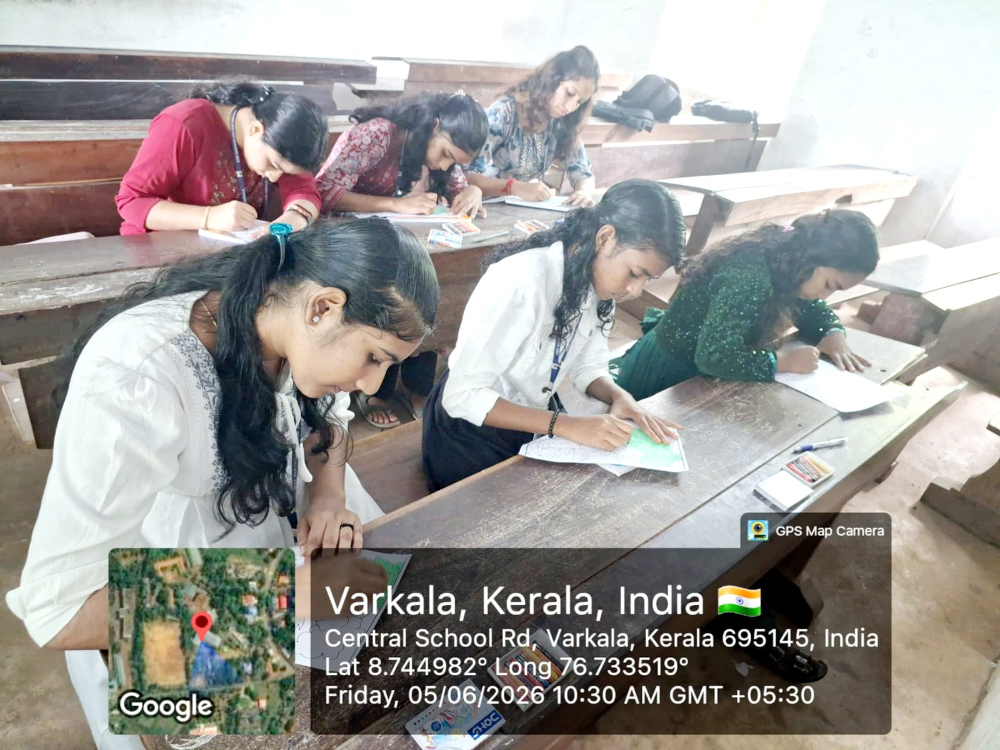 GPS Map Camera
Varkala, Kerala, India 🇮🇳
Central School Rd, Varkala, Kerala 695145, India
Lat 8.744982° Long 76.733519°
Friday, 05/06/2026 10:30 AM GMT +05:30
Google
DOMS